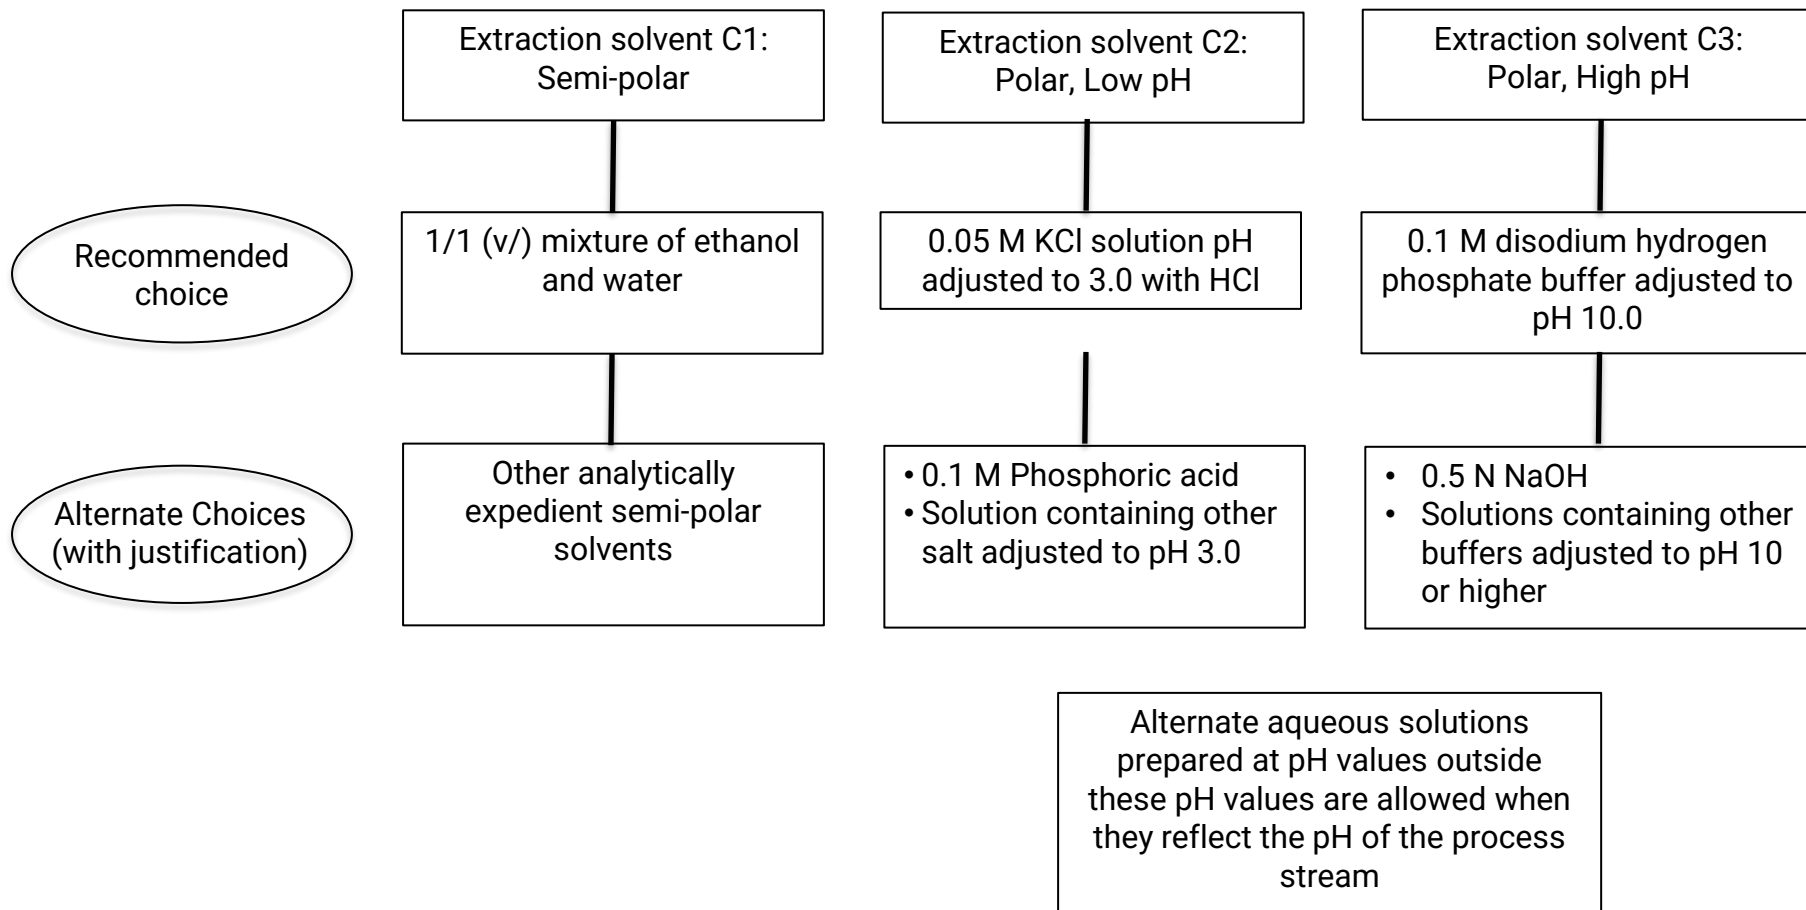 Extraction solvent C1:
Semi-polar
Extraction solvent C2:
Polar, Low pH
Extraction solvent C3:
Polar, High pH
Recommended
choice
1/1 (v/) mixture of ethanol
and water
0.05 M KCl solution pH
adjusted to 3.0 with HCl
0.1 M disodium hydrogen
phosphate buffer adjusted to
pH 10.0
Alternate Choices
(with justification)
Other analytically
expedient semi-polar
solvents
• 0.1 M Phosphoric acid
• Solution containing other
salt adjusted to pH 3.0
• 0.5 N NaOH
• Solutions containing other
buffers adjusted to pH 10
or higher
Alternate aqueous solutions
prepared at pH values outside
these pH values are allowed when
they reflect the pH of the process
stream